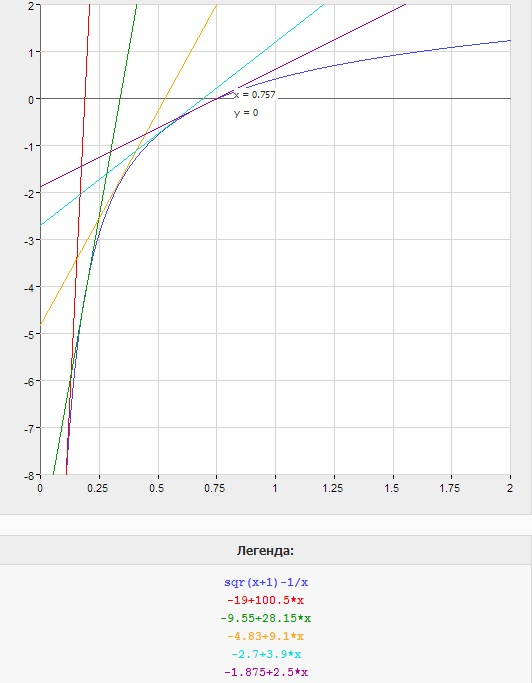 2
1
0
-1
-2
-3
-4
-5
-6
-7
-8
x = 0.757
y = 0
0 0.25 0.5 0.75 1 1.25 1.5 1.75 2
Легенда:
sqr(x+1)-1/x
-19+100.5*x
-9.55+28.15*x
-4.83+9.1*x
-2.7+3.9*x
-1.875+2.5*x